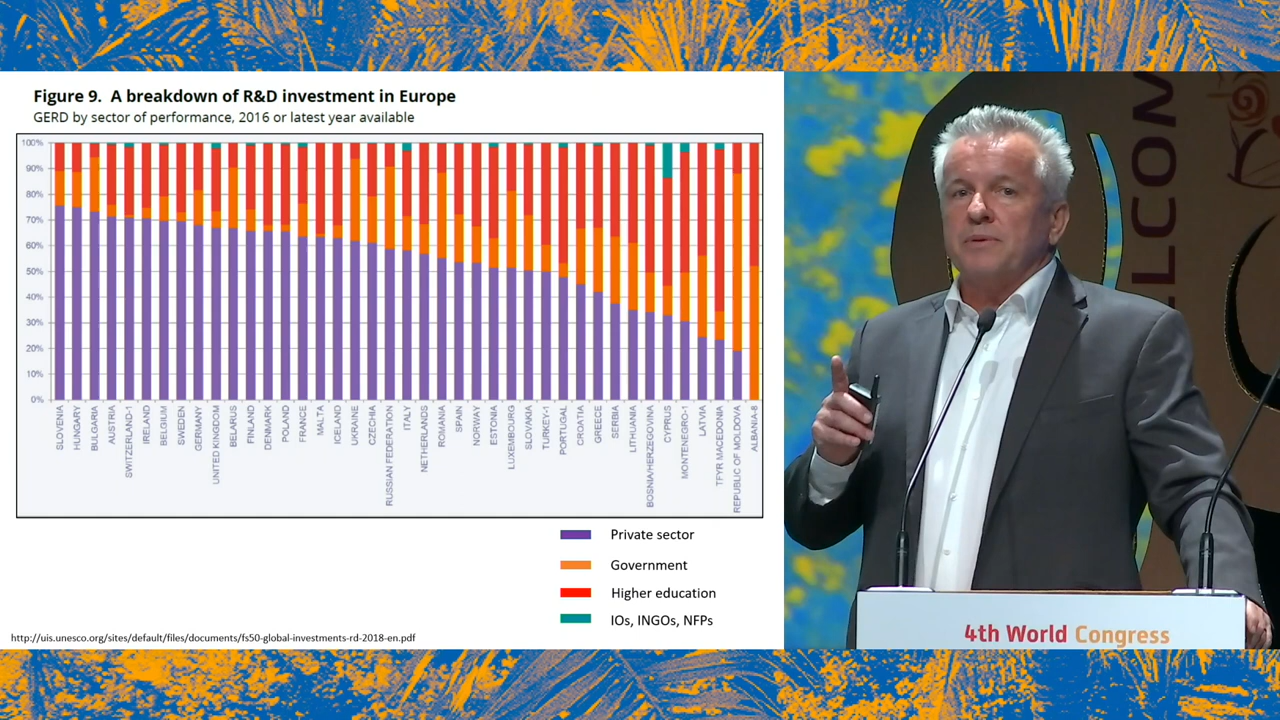 Figure 9. A breakdown of R&D investment in Europe
GERD by sector of performance, 2016 or latest year available
100%
90%
80%
70%
60%
50%
40%
30%
20%
10%
0%
SLOVENIA
HUNGARY
BULGARIA
AUSTRIA
SWITZERLAND-1
IRELAND
BELGIUM
SWEDEN
GERMANY
UNITED KINGDOM
BELARUS
FINLAND
DENMARK
POLAND
FRANCE
MALTA
ICELAND
UKRAINE
CZECHIA
RUSSIAN FEDERATION
ITALY
NETHERLANDS
ROMANIA
SPAIN
NORWAY
ESTONIA
LUXEMBOURG
SLOVAKIA
TURKEY-1
PORTUGAL
CROATIA
GREECE
SERBIA
LITHUANIA
BOSNIA/HERZEGOVINA
CYPRUS
MONTENEGRO-1
LATVIA
TFYR MACEDONIA
REPUBLIC OF MOLDOVA
ALBANIA-8
Private sector
Government
Higher education
IOs, INGOs, NFPs
http://uis.unesco.org/sites/default/files/documents/fs50-global-investments-rd-2018-en.pdf
ELCOM
4th World Congress